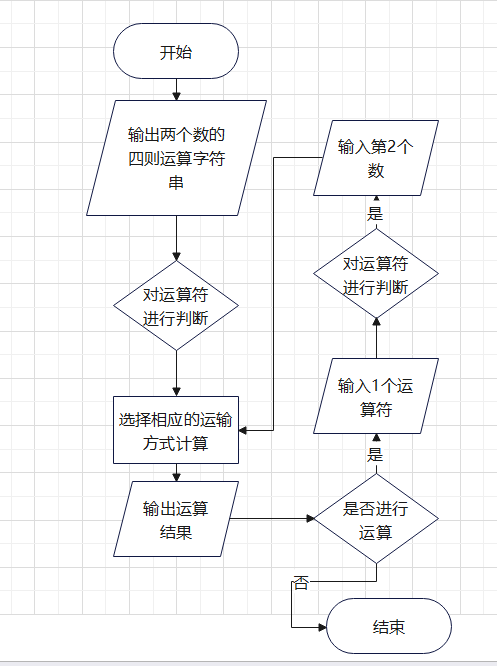 开始
输出两个数的
四则运算字符
串
对运算符
进行判断
选择相应的运输
方式计算
输出运算
结果
输入第2个
数
是
对运算符
进行判断
输入1个运
算符
是
是否进行
运算
否
结束